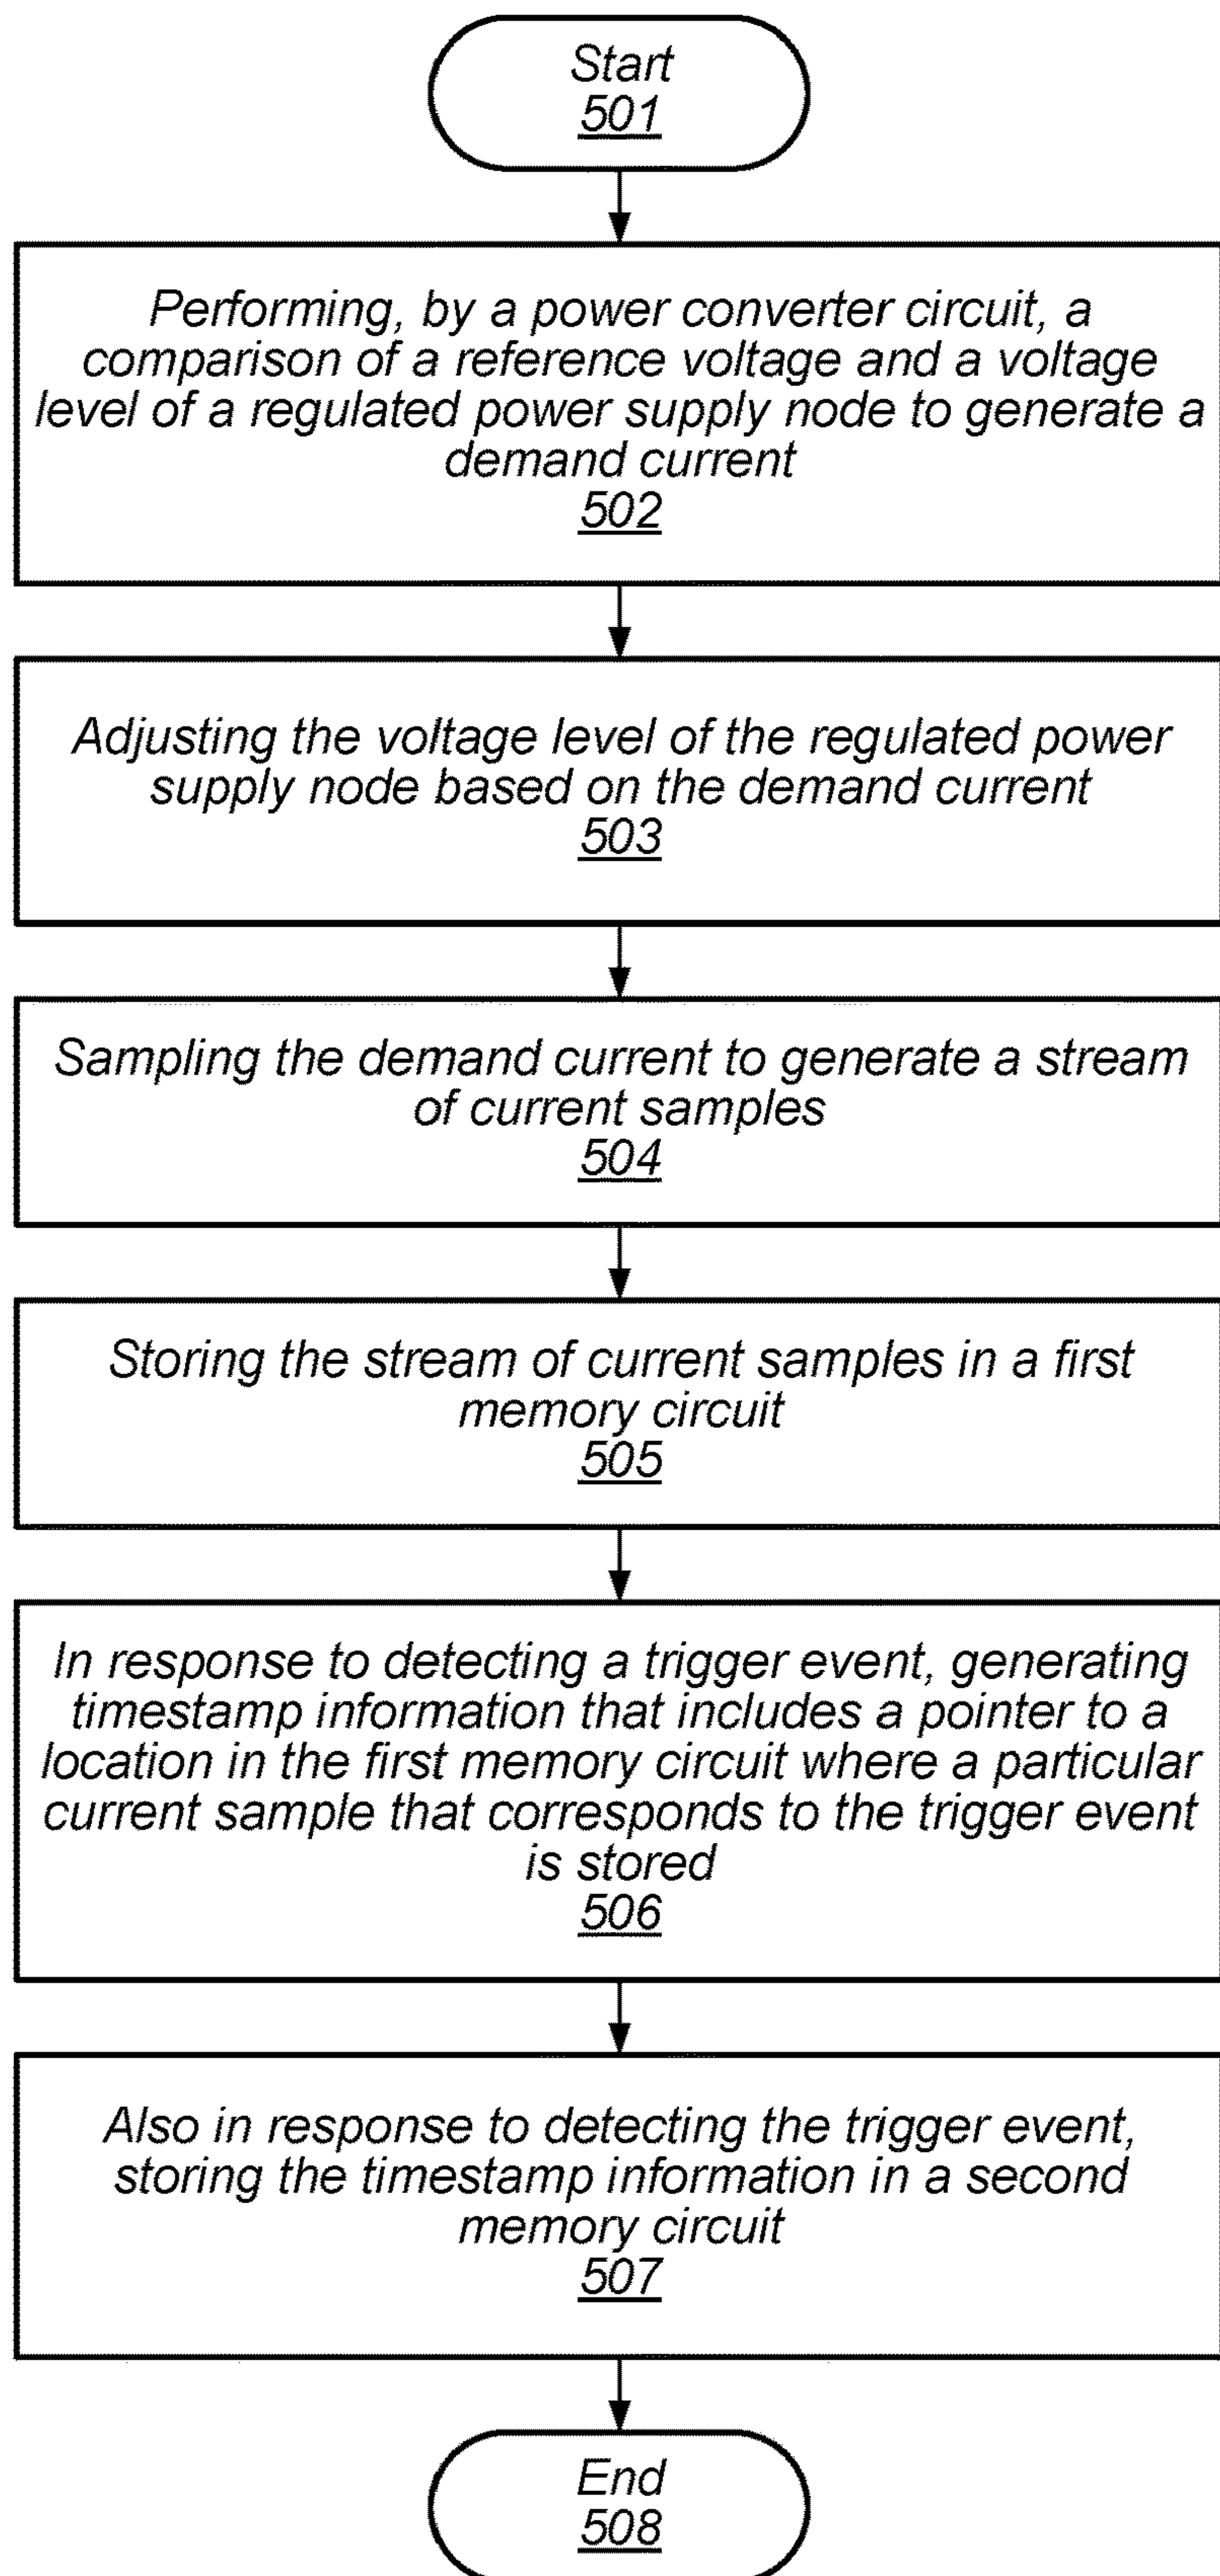 Start
501
Performing, by a power converter circuit, a
comparison of a reference voltage and a voltage
level of a regulated power supply node to generate a
demand current
502
Adjusting the voltage level of the regulated power
supply node based on the demand current
503
Sampling the demand current to generate a stream
of current samples
504
Storing the stream of current samples in a first
memory circuit
505
In response to detecting a trigger event, generating
timestamp information that includes a pointer to a
location in the first memory circuit where a particular
current sample that corresponds to the trigger event
is stored
506
Also in response to detecting the trigger event,
storing the timestamp information in a second
memory circuit
507
End
508